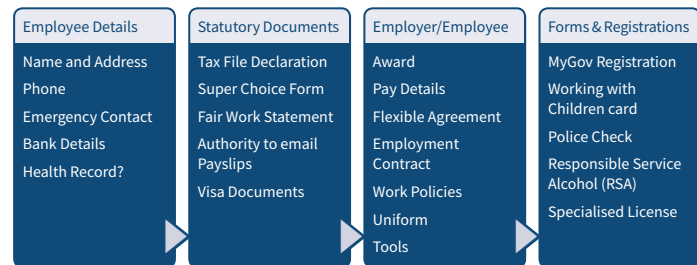 Employee Details
Name and Address
Phone
Emergency Contact
Bank Details
Health Record?
Statutory Documents
Tax File Declaration
Super Choice Form
Fair Work Statement
Authority to email
Payslips
Visa Documents
Employer/Employee
Award
Pay Details
Flexible Agreement
Employment
Contract
Work Policies
Uniform
Tools
Forms & Registrations
MyGov Registration
Working with
Children card
Police Check
Responsible Service
Alcohol (RSA)
Specialised License